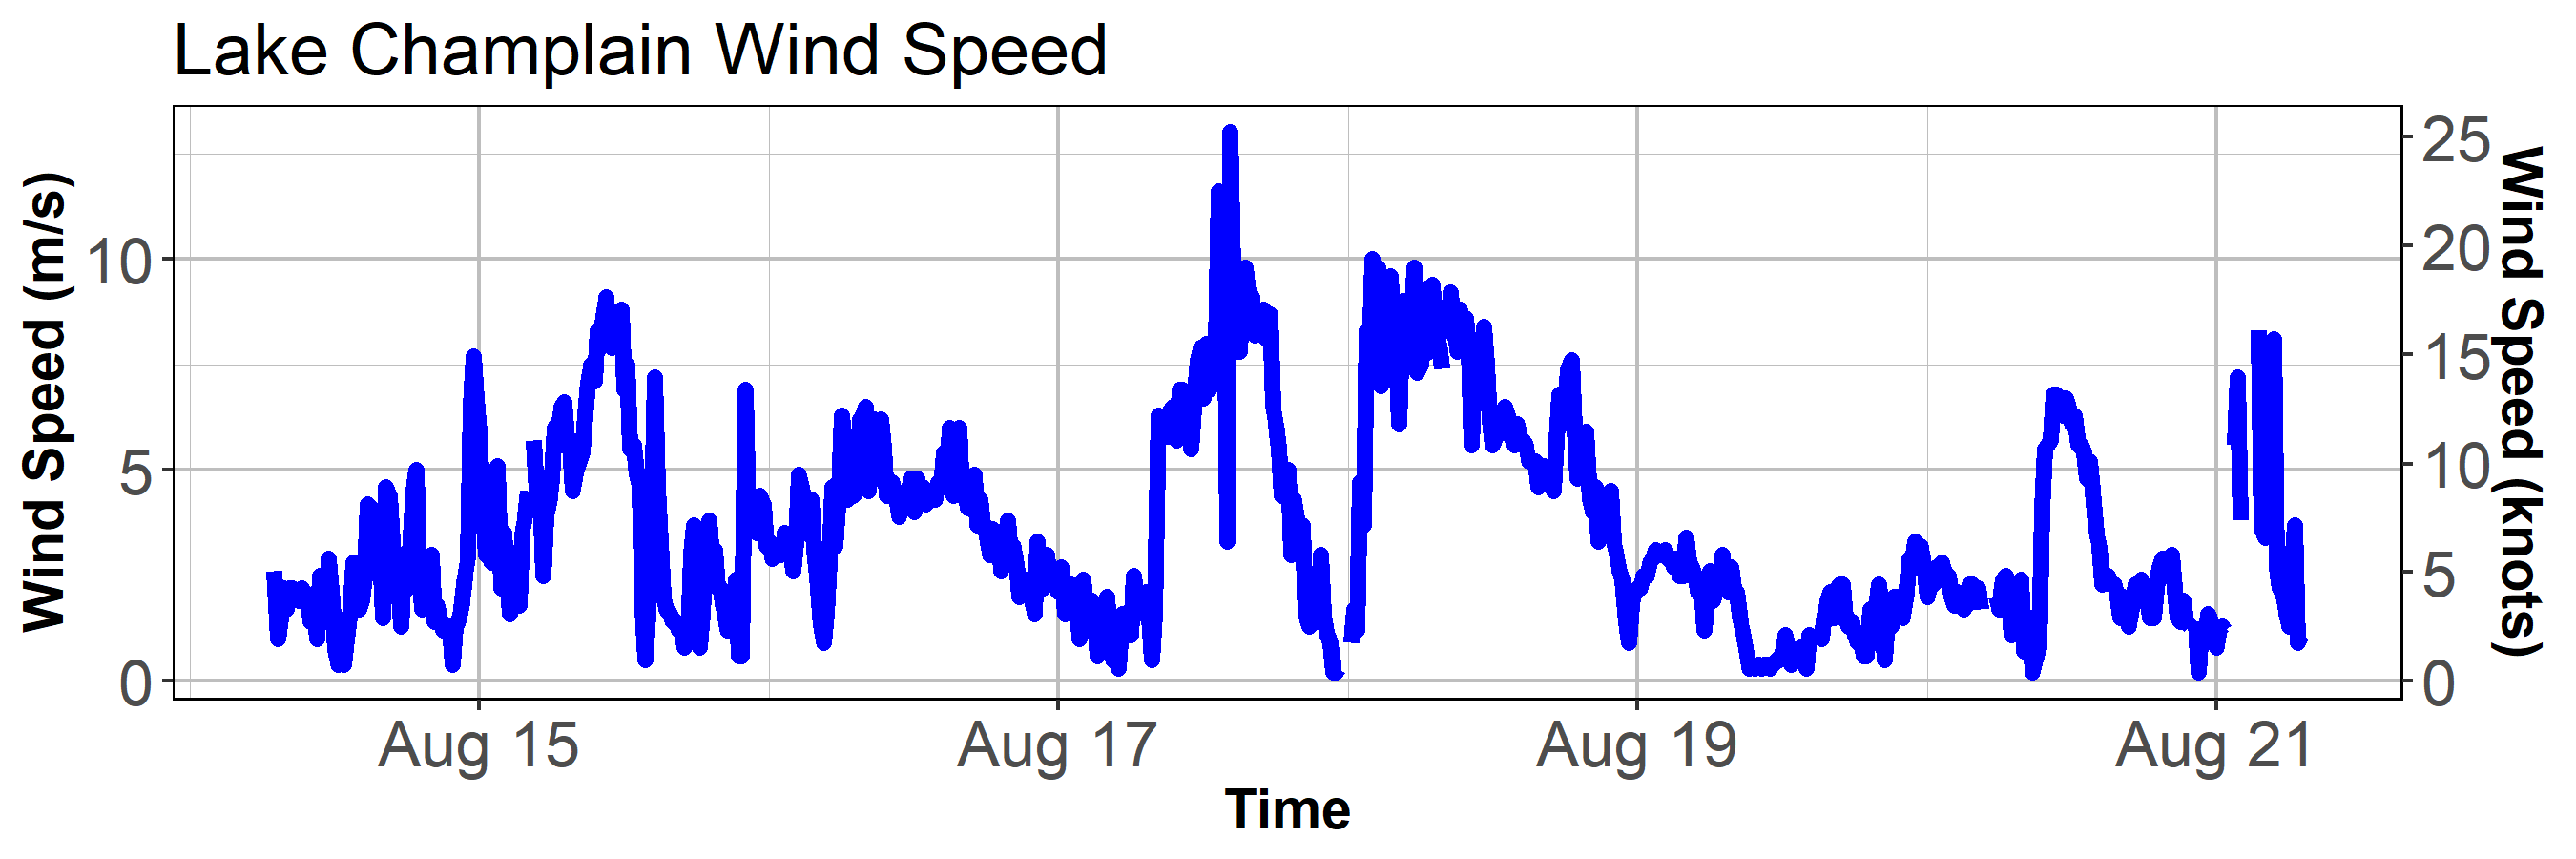 Lake Champlain Wind Speed
Wind Speed (m/s)
10
5
0
25
20
15
10
5
0
Wind Speed (knots)
Aug 15
Aug 17
Aug 19
Aug 21
Time